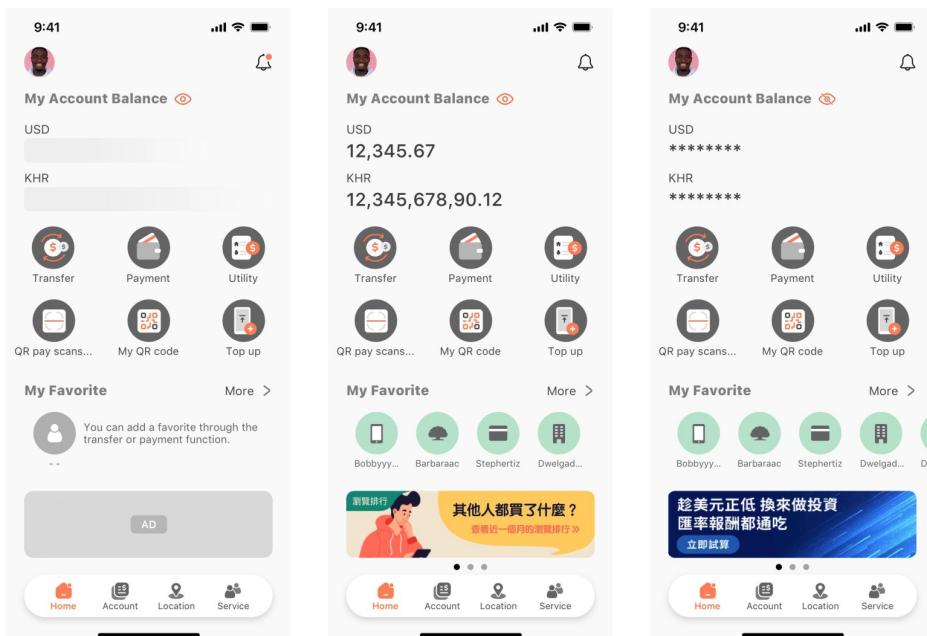 9:41
My Account Balance
USD
KHR
Transfer
Payment
Utility
QR pay scans...
My QR code
Top up
My Favorite
More >
You can add a favorite through the
transfer or payment function.
--
AD
Home
Account
Location
Service
9:41
My Account Balance
USD
12,345.67
KHR
12,345,678,90.12
Transfer
Payment
Utility
QR pay scans...
My QR code
Top up
My Favorite
More >
Bobbyyy...
Barbaraac
Stephertiz
Dwelgad...
瀏覽排行
其他人都買了什麼？
查看近一個月的瀏覽排行》
Home
Account
Location
Service
9:41
My Account Balance
USD
********
KHR
********
Transfer
Payment
Utility
QR pay scans...
My QR code
Top up
My Favorite
More >
Bobbyyy...
Barbaraac
Stephertiz
Dwelgad...
D
趁美元正低 換來做投資
匯率報酬都通吃
立即試算
Home
Account
Location
Service